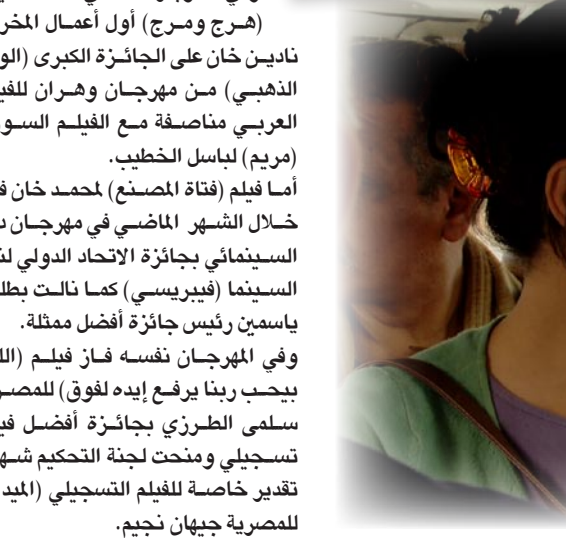 (هرج ومرج) أول أعمال المخر
نادين خان على الجائزة الكبرى (الو
الذهبي) من مهرجان وهران للفي
العربي مناصفة مع الفيلم السو
(مريم) لباسل الخطيب.
أما فيلم (فتاة المصنع) لمحمد خان ف
خلال الشهر الماضي في مهرجان د
السينمائي بجائزة الاتحاد الدولي لن
السينما (فيبريسي) كما نالت بطل
ياسمين رئيس جائزة أفضل ممثلة.
وفي المهرجان نفسه فاز فيلم (الل
بيحب ربنا يرفع إيده لفوق) للمصر
سلمى الطرزي بجائزة أفضل في
تسجيلي ومنحت لجنة التحكيم شه
تقدير خاصة للفيلم التسجيلي (الميد
للمصرية جيهان نجيم.